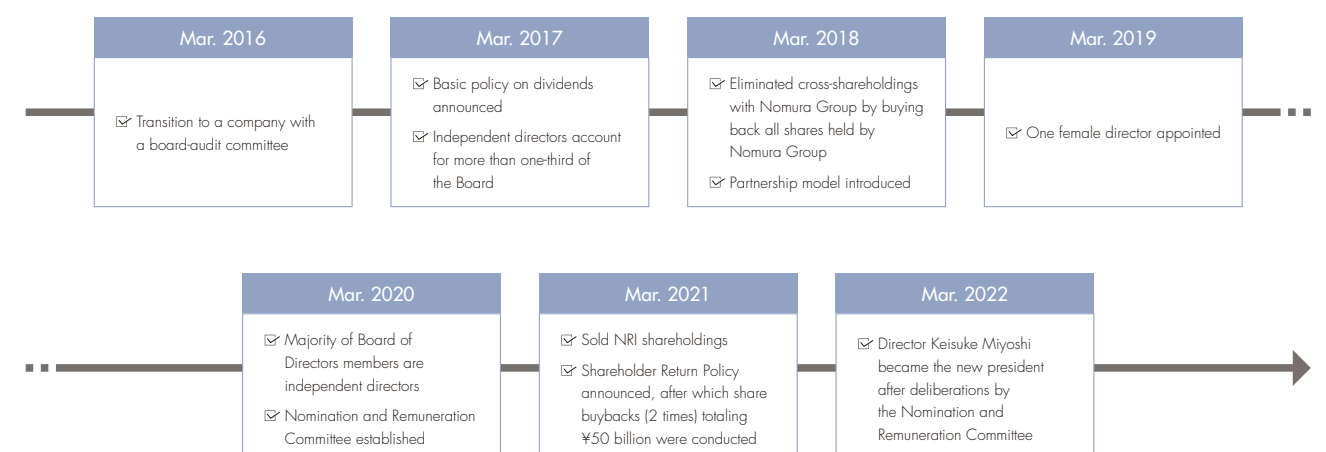 Mar. 2016
Transition to a company with
a board-audit committee
Mar. 2017
Basic policy on dividends
announced
Independent directors account
for more than one-third of
the Board
Mar. 2018
Eliminated cross-shareholdings
with Nomura Group by buying
back all shares held by
Nomura Group
Partnership model introduced
Mar. 2019
One female director appointed
Mar. 2020
Majority of Board of
Directors members are
independent directors
Nomination and Remuneration
Committee established
Mar. 2021
Sold NRI shareholdings
Shareholder Return Policy
announced, after which share
buybacks (2 times) totaling
¥50 billion were conducted
Mar. 2022
Director Keisuke Miyoshi
became the new president
after deliberations by
the Nomination and
Remuneration Committee